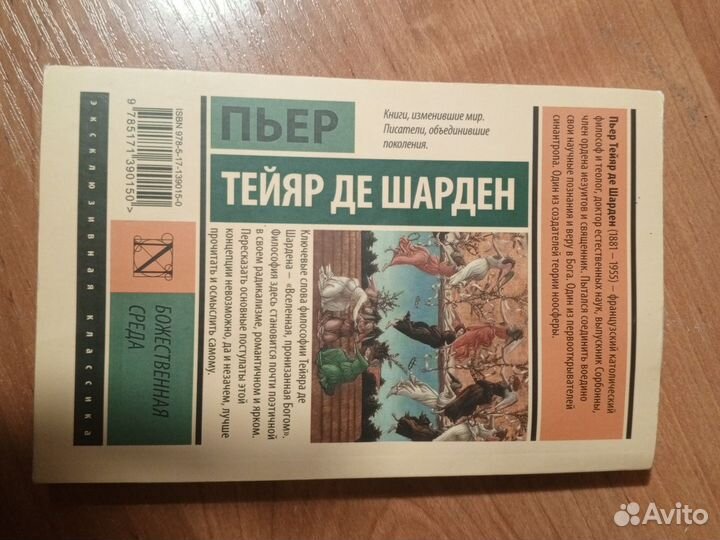 Пьер Тейяр де Шарден (1881 – 1955) – французский католический
философ и теолог, доктор естественных наук, выпускник Сорбонны,
член ордена иезуитов и священник. Пытался соединить воедино
свои научные познания и веру в Бога. Один из первооткрывателей
синантропа. Один из создателей теории ноосферы.
Книги, изменившие мир.
Писатели, объединившие
поколения.
ПЬЕР
ТЕЙЯР ДЕ ШАРДЕН
Ключевые слова философии Тейяра де
Шардена – «Вселенная, пронизанная Богом».
Философия здесь становится почти поэтичной
в своем радикализме, романтичном и ярком.
Пересказать основные постулаты этой
концепции невозможно, да и незачем, лучше
прочитать и осмыслить самому.
ISBN 978-5-17-139015-0
9 785171 390150 >
N
БОЖЕСТВЕННАЯ
СРЕДА
ЭКСКЛЮЗИВНАЯ КЛАССИКА
Avito